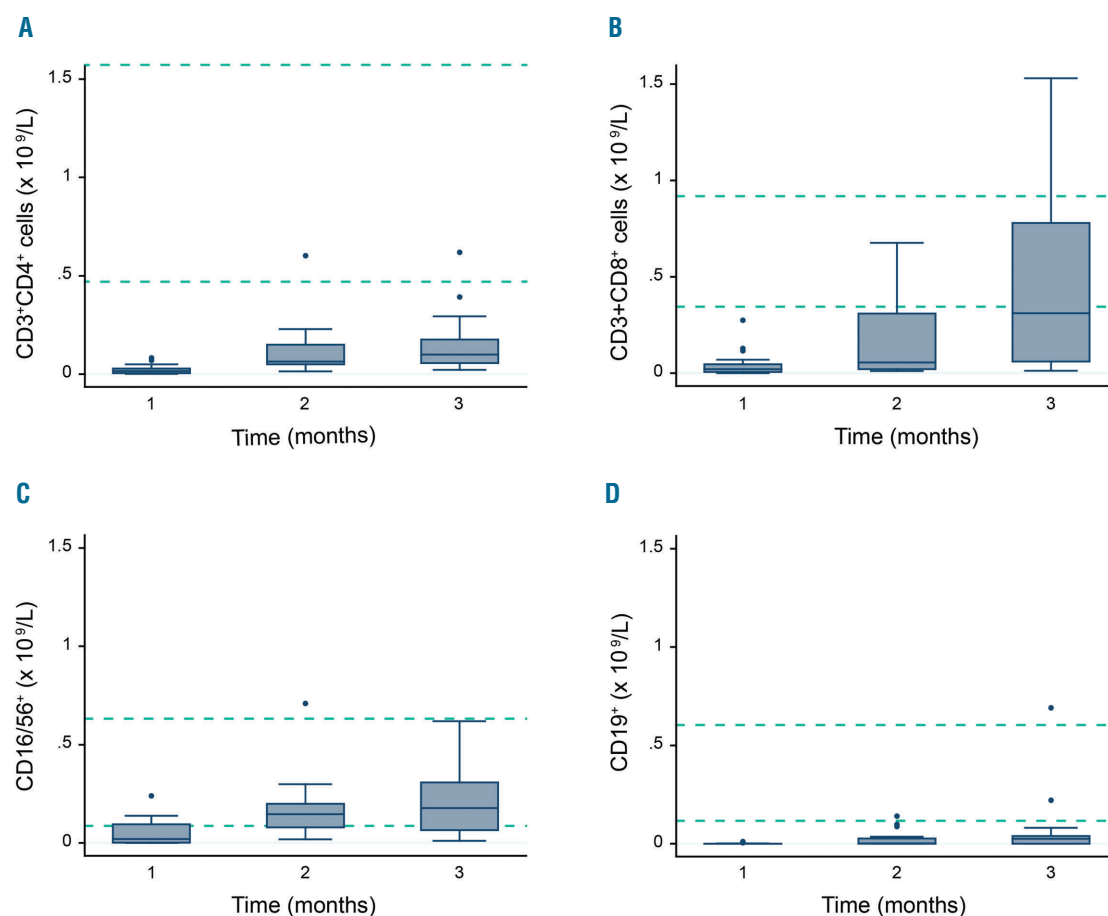 A
CD3⁺CD4⁺ cells (x 10⁹/L)
1.5
1
.5
0
1 2 3
Time (months)
B
CD3+CD8⁺ cells (x 10⁹/L)
1.5
1
.5
0
1 2 3
Time (months)
C
CD16/56⁺ (x 10⁹/L)
1.5
1
.5
0
1 2 3
Time (months)
D
CD19⁺ (x 10⁹/L)
1.5
1
.5
0
1 2 3
Time (months)